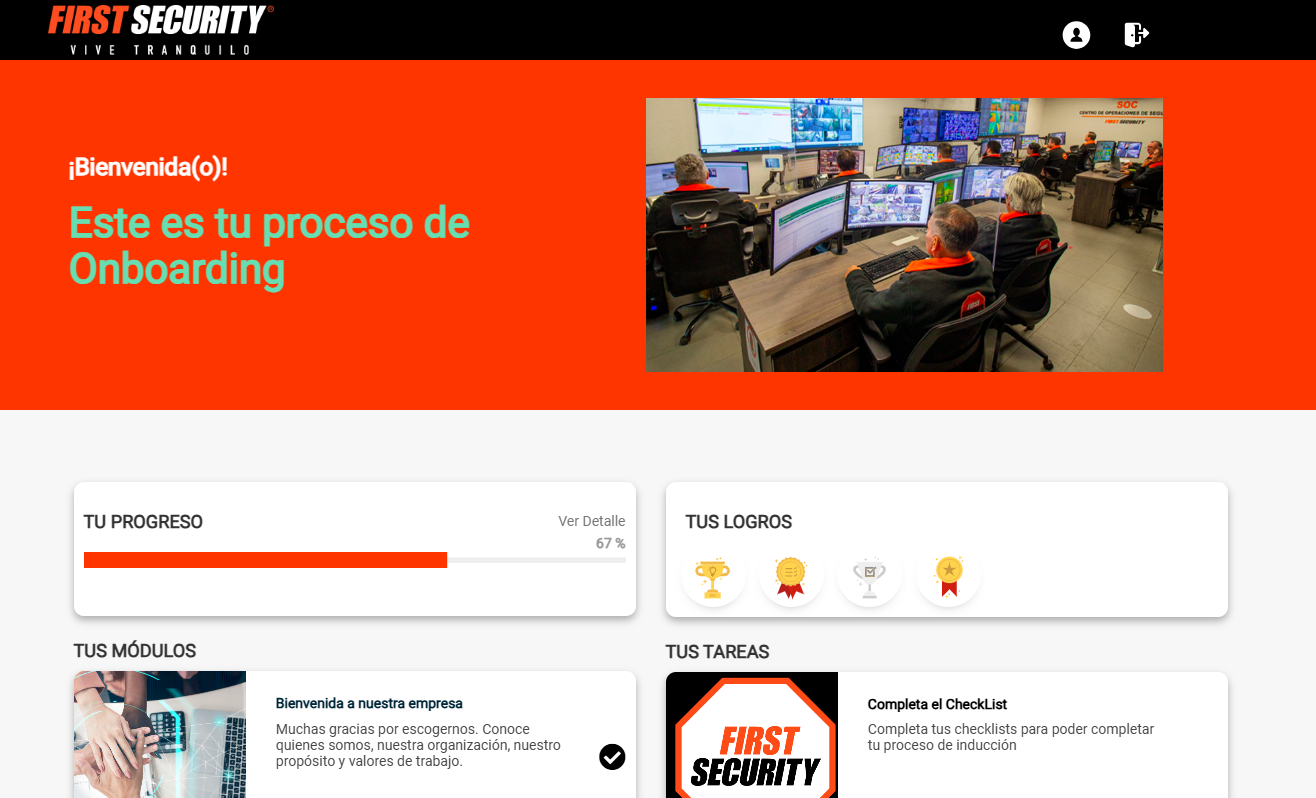 FIRST SECURITY®
VIVE TRANQUILO
¡Bienvenida(o)!
Este es tu proceso de
Onboarding
SOC
CENTRO DE OPERACIONES DE SEGU
FIRST SECURITY
FIRST
TU PROGRESO
Ver Detalle
67 %
TUS LOGROS
TUS MÓDULOS
Bienvenida a nuestra empresa
Muchas gracias por escogernos. Conoce
quienes somos, nuestra organización, nuestro
propósito y valores de trabajo.
TUS TAREAS
FIRST
SECURITY
Completa el CheckList
Completa tus checklists para poder completar
tu proceso de inducción